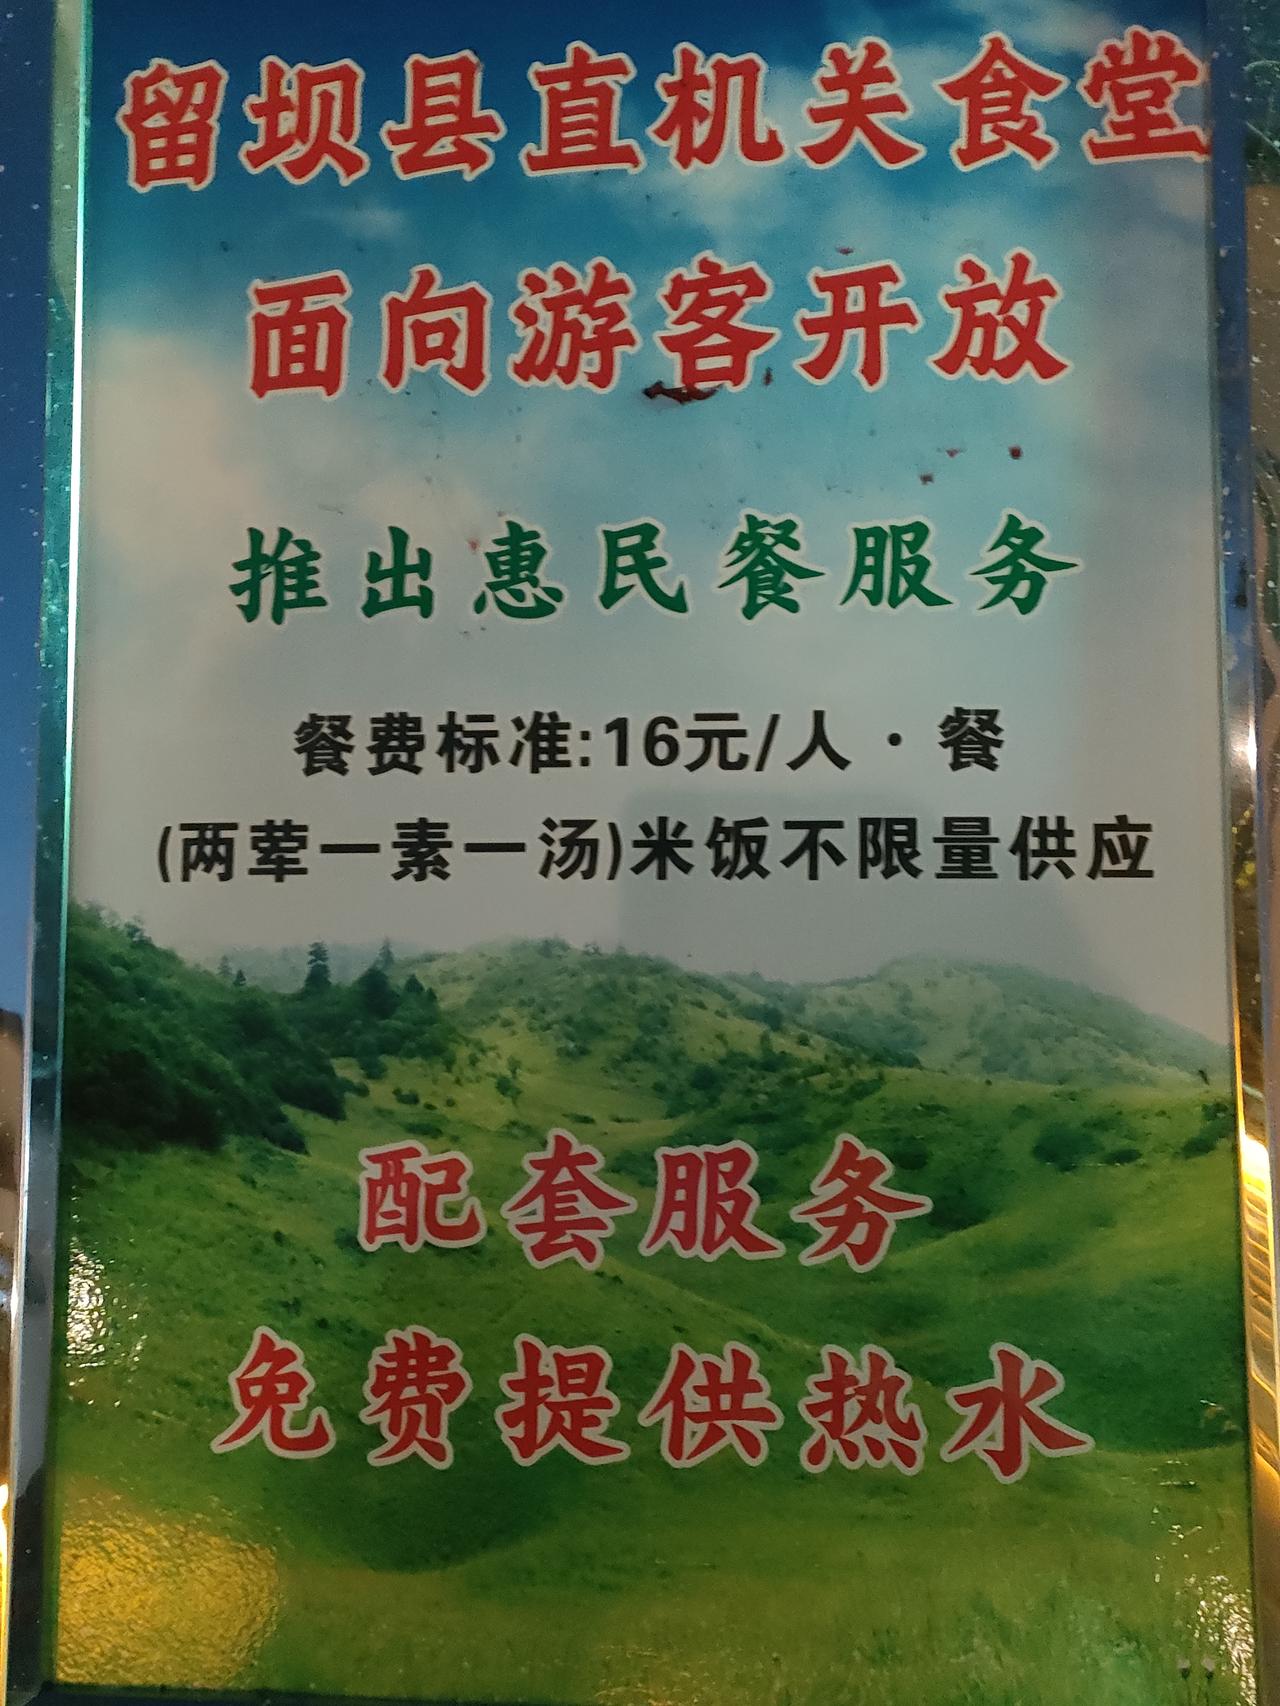 留坝县直机关食堂
面向游客开放
推出惠民餐服务
餐费标准:16元/人·餐
(两荤一素一汤)米饭不限量供应
配套服务
免费提供热水